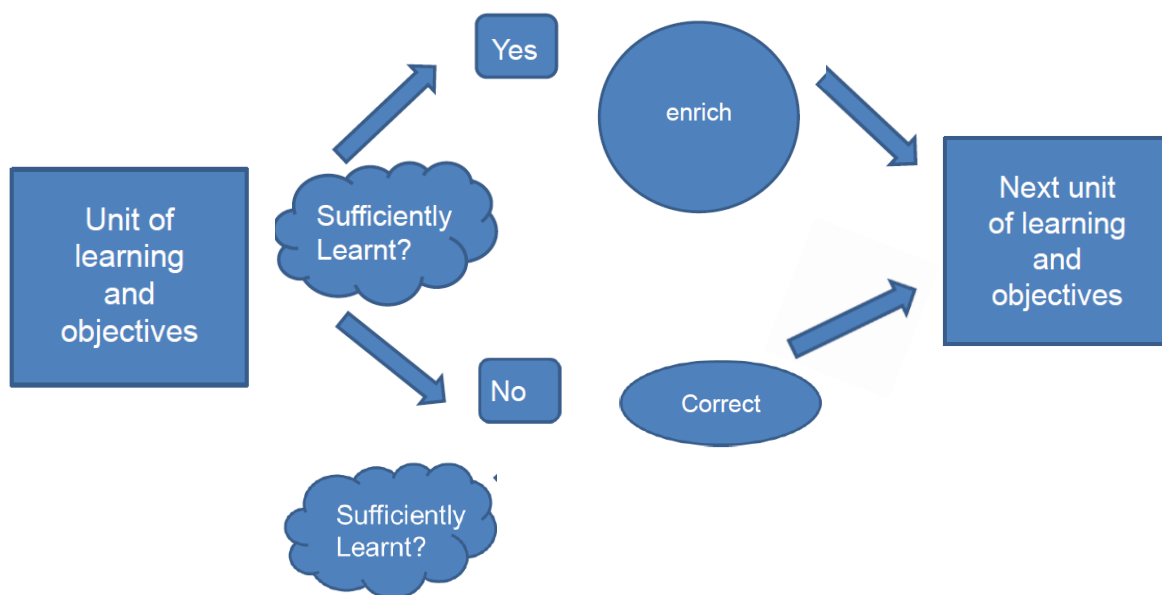 Yes
enrich
Unit of
learning
and
objectives
Sufficiently
Learnt?
Next unit
of learning
and
objectives
No
Correct
Sufficiently
Learnt?